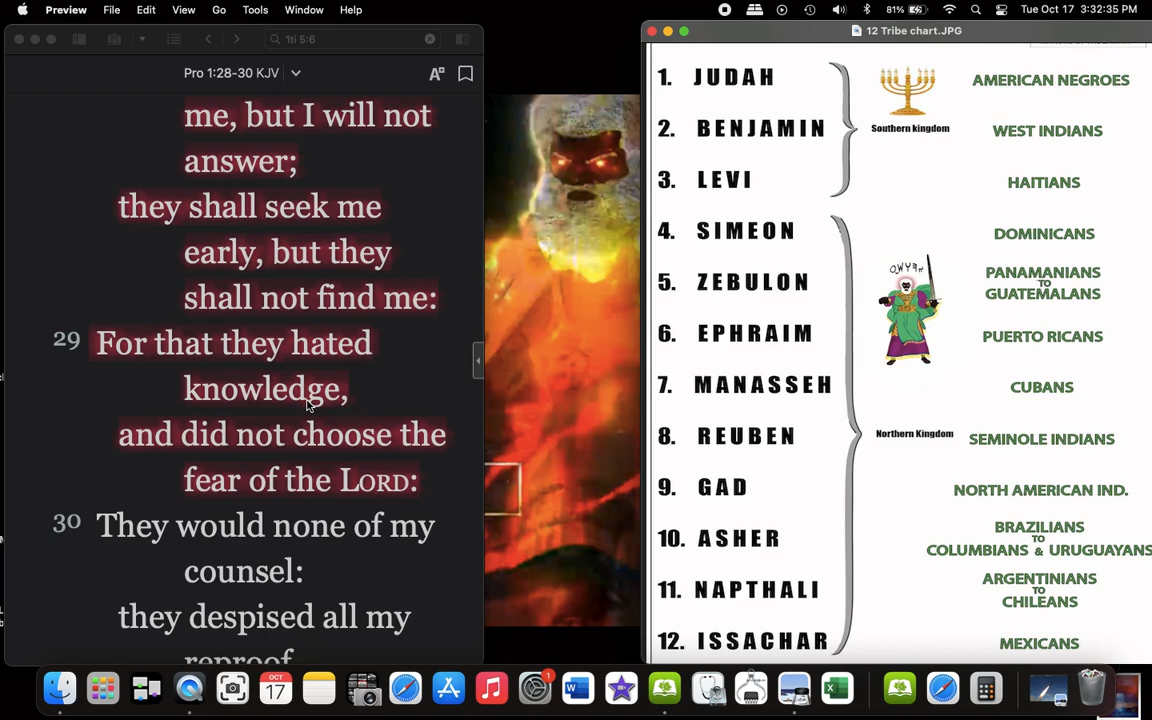 Preview File Edit View Go Tools Window Help 81% Tue Oct 17 3:32:35 PM
1ti 5:6
12 Tribe chart.JPG
Pro 1:28-30 KJV
me, but I will not
answer;
they shall seek me
early, but they
shall not find me:
29 For that they hated
knowledge,
and did not choose the
fear of the LORD:
30 They would none of my
counsel:
they despised all my
reproof
1. JUDAH
2. BENJAMIN
3. LEVI
4. SIMEON
5. ZEBULON
6. EPHRAIM
7. MANASSEH
8. REUBEN
9. GAD
10. ASHER
11. NAPTHALI
12. ISSACHAR
Southern kingdom
Northern Kingdom
AMERICAN NEGROES
WEST INDIANS
HAITIANS
DOMINICANS
PANAMANIANS
TO
GUATEMALANS
PUERTO RICANS
CUBANS
SEMINOLE INDIANS
NORTH AMERICAN IND.
BRAZILIANS
TO
COLUMBIANS & URUGUAYANS
ARGENTINIANS
TO
CHILEANS
MEXICANS
OCT
17
1